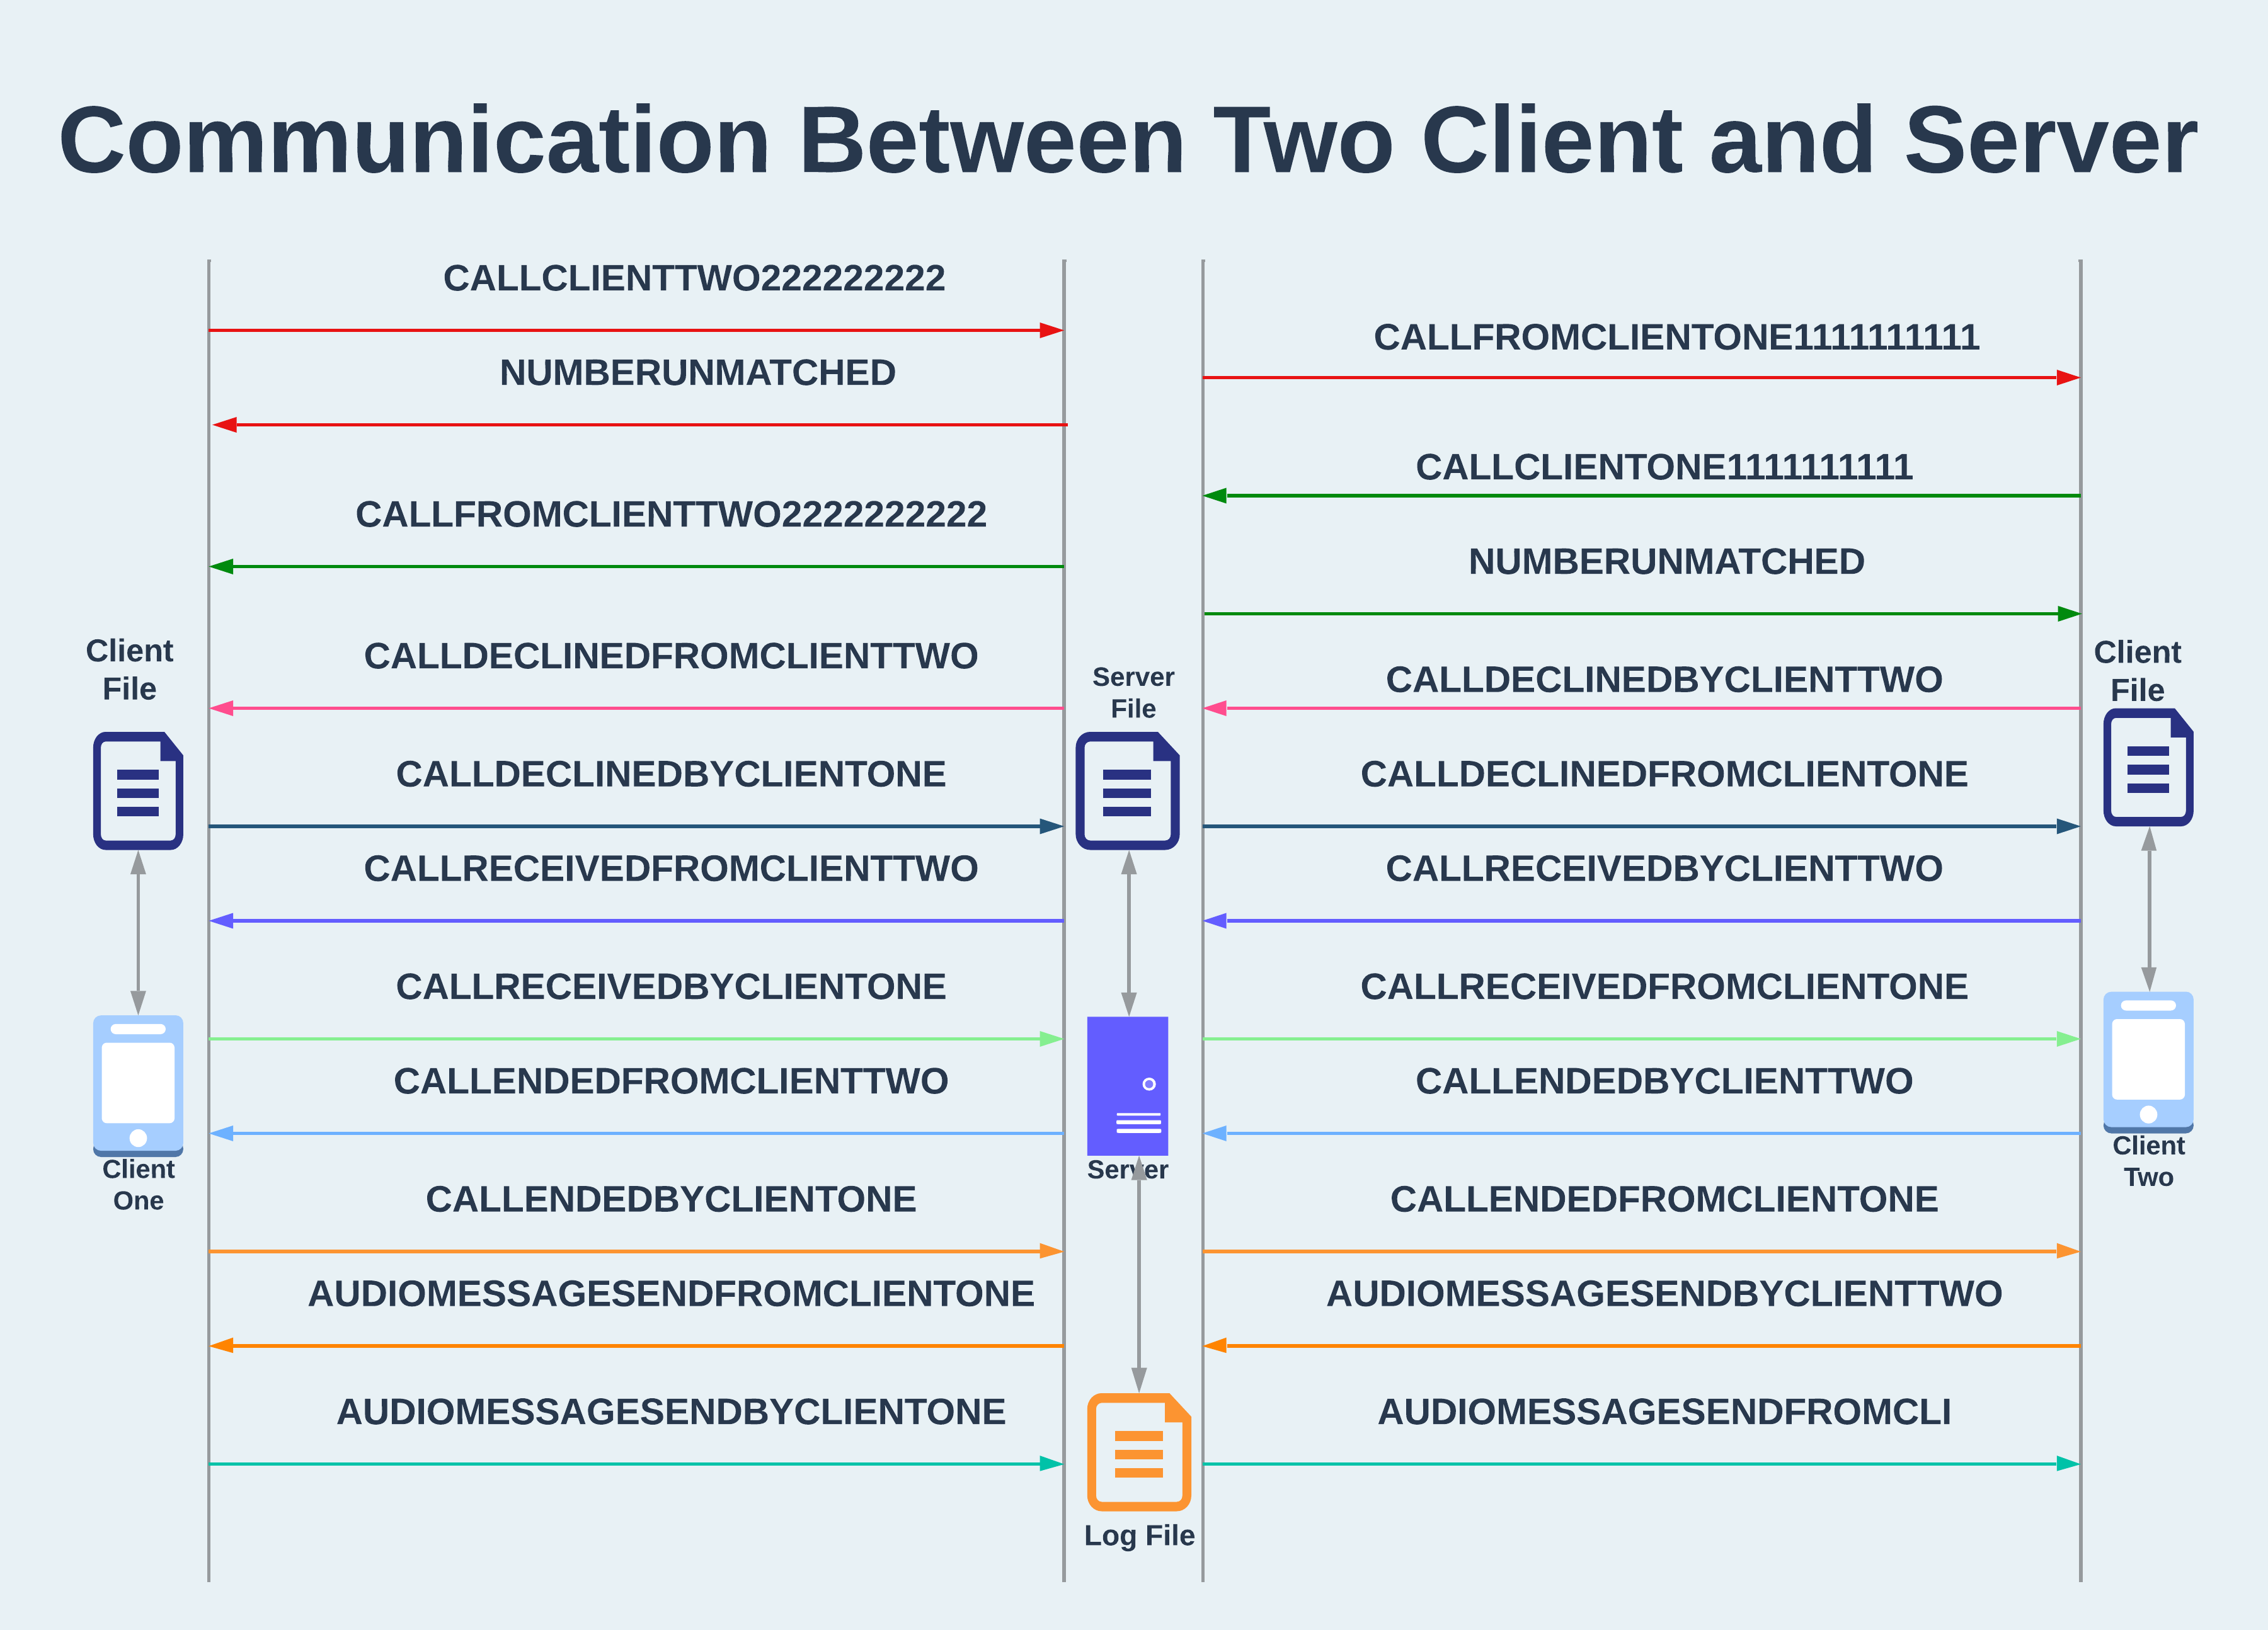 Communication Between Two Client and Server
CALLCLIENTTWO222222222
CALLFROMCLIENTONE1111111111
NUMBERUNMATCHED
CALLCLIENTONE1111111111
CALLFROMCLIENTTWO2222222222
NUMBERUNMATCHED
Client
File
CALLDECLINEDFROMCLIENTTWO
Server
File
CALLDECLINEDBYCLIENTTWO
Client
File
CALLDECLINEDBYCLIENTONE
CALLDECLINEDFROMCLIENTONE
CALLRECEIVEDFROMCLIENTTWO
CALLRECEIVEDBYCLIENTTWO
CALLRECEIVEDBYCLIENTONE
CALLRECEIVEDFROMCLIENTONE
CALLENDEDFROMCLIENTTWO
CALLENDEDBYCLIENTTWO
Client
One
Server
Client
Two
CALLENDEDBYCLIENTONE
CALLENDEDFROMCLIENTONE
AUDIOMESSAGESENDFROMCLIENTONE
AUDIOMESSAGESENDBYCLIENTTWO
AUDIOMESSAGESENDBYCLIENTONE
AUDIOMESSAGESENDFROMCLI
Log File